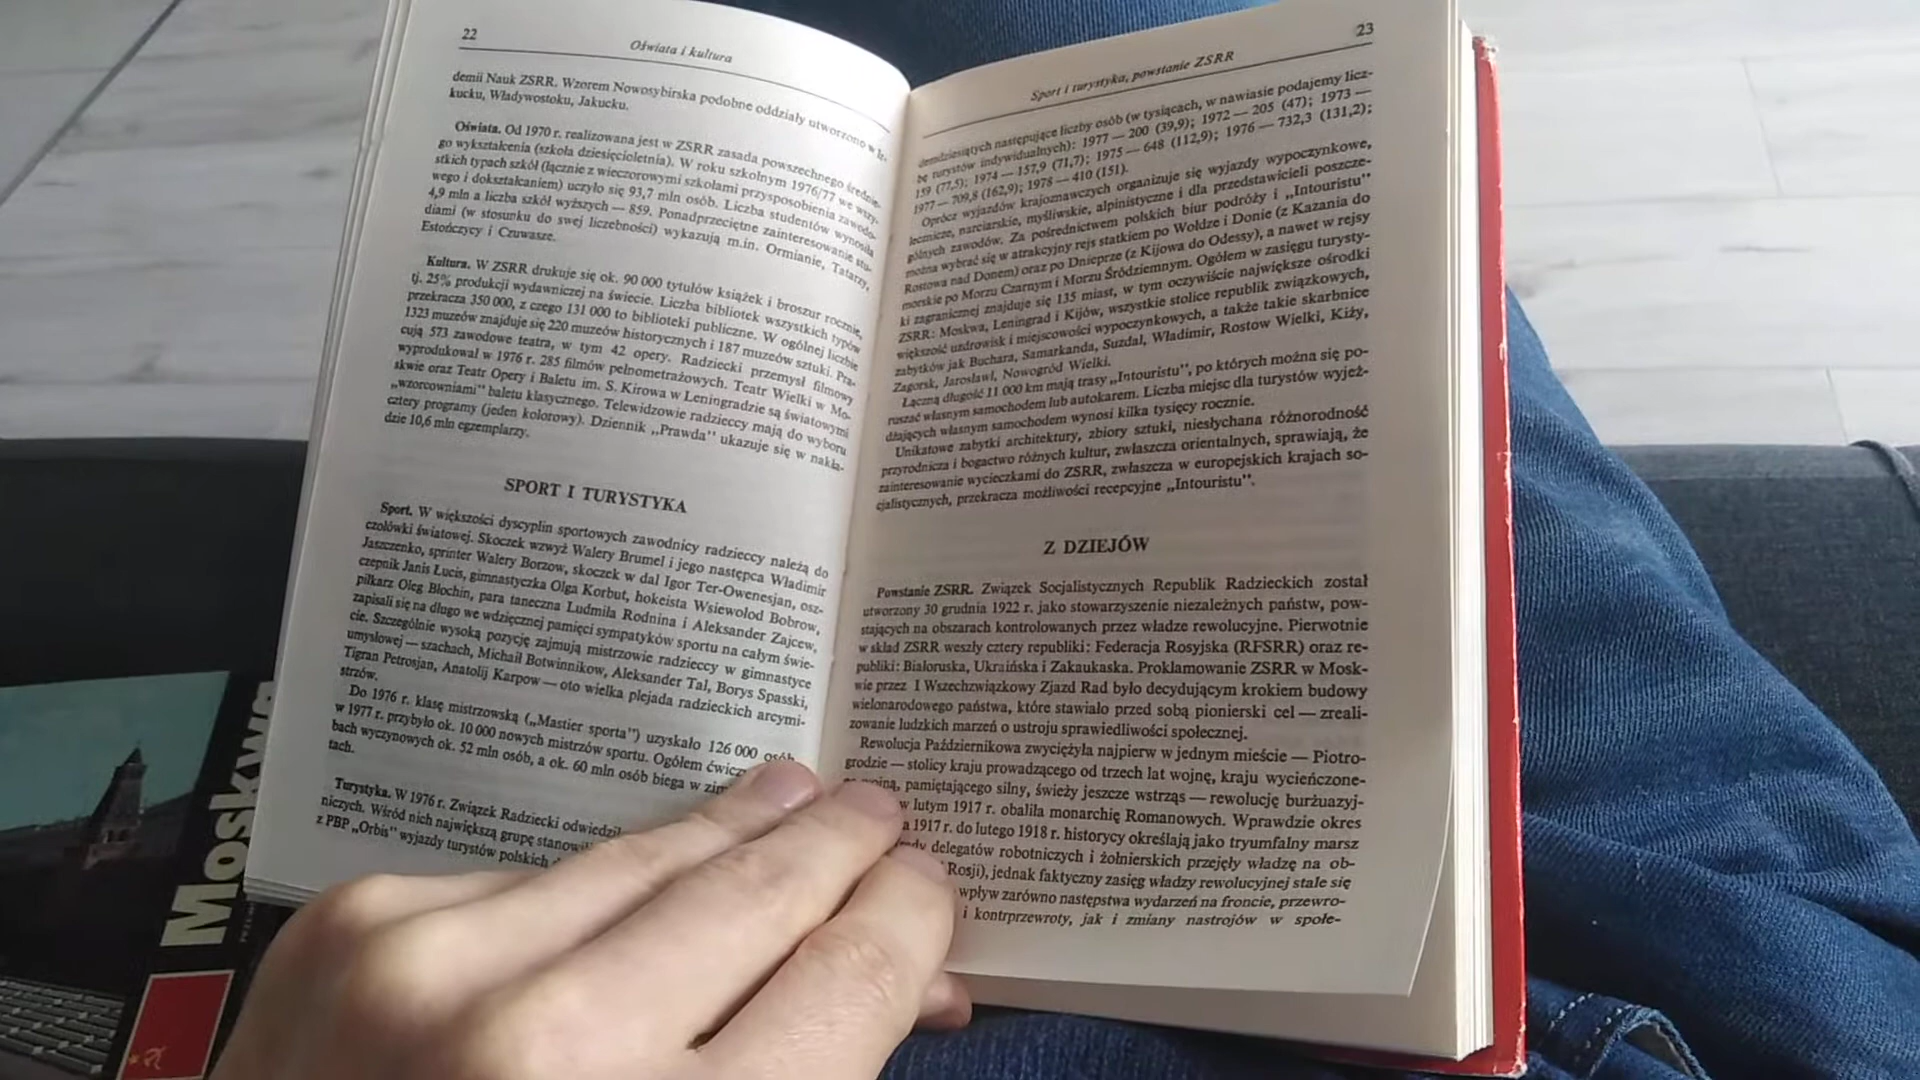 22
Oświata i kultura
demii Nauk ZSRR. Wzorem Nowosybirska podobne oddziały utworzono w Ir-
kucku, Władywostoku, Jakucku.
Oświata. Od 1970 r. realizowana jest w ZSRR zasada powszechnego średnie-
go wykształcenia (szkoła dziesięcioletnia). W roku szkolnym 1976/77 we wszy-
stkich typach szkół (łącznie z wieczorowymi szkołami przysposobienia zawodo-
wego i dokształcaniem) uczyło się 93,7 mln osób. Liczba studentów wynosiła
4,9 mln a liczba szkół wyższych — 859. Ponadprzeciętne zainteresowanie stu-
diami (w stosunku do swej liczebności) wykazują m.in. Ormianie, Tatarzy,
Estończycy i Czuwasze.
Kultura. W ZSRR drukuje się ok. 90 000 tytułów książek i broszur rocznie,
tj. 25% produkcji wydawniczej na świecie. Liczba bibliotek wszystkich typów
przekracza 350 000, z czego 131 000 to biblioteki publiczne. W ogólnej liczbie
1323 muzeów znajduje się 220 muzeów historycznych i 187 muzeów sztuki. Pra-
cują 573 zawodowe teatra, w tym 42 opery. Radziecki przemysł filmowy
wyprodukował w 1976 r. 285 filmów pełnometrażowych. Teatr Wielki w Mo-
skwie oraz Teatr Opery i Baletu im. S. Kirowa w Leningradzie są światowymi
„wzorcowniami” baletu klasycznego. Telewidzowie radzieccy mają do wyboru
cztery programy (jeden kolorowy). Dziennik „Prawda” ukazuje się w nakła-
dzie 10,6 mln egzemplarzy.
SPORT I TURYSTYKA
Sport. W większości dyscyplin sportowych zawodnicy radzieccy należą do
czołówki światowej. Skoczek wzwyż Walery Brumel i jego następca Władimir
Jaszczenko, sprinter Walery Borzow, skoczek w dal Igor Ter-Owenesjan, osz-
czepnik Janis Łucis, gimnastyczka Olga Korbut, hokeista Wsiewołod Bobrow,
piłkarz Oleg Błochin, para taneczna Ludmiła Rodnina i Aleksander Zajcew,
zapisali się na długo we wdzięcznej pamięci sympatyków sportu na całym świe-
cie. Szczególnie wysoką pozycję zajmują mistrzowie radzieccy w gimnastyce
umysłowej — szachach, Michaił Botwinnikow, Aleksander Tal, Borys Spasski,
Tigran Petrosjan, Anatolij Karpow — oto wielka plejada radzieckich arcymi-
strzów.
Do 1976 r. klasę mistrzowską („Mastier sporta”) uzyskało 126 000 osób,
w 1977 r. przybyło ok. 10 000 nowych mistrzów sportu. Ogółem
bach wyczynowych ok. 52 mln osób, a ok. 60 mln osób biega w
tach.
Turystyka. W 1976 r. Związek Radziecki
niczych. Wśród nich największą grupę
z PBP „Orbis” wyjazdy turystów polskich
23
Sport i turystyka, powstanie ZSRR
demdziesiątych następujące liczby osób (w tysiącach, w nawiasie podajemy licz-
bę turystów indywidualnych): 1977 — 200 (39,9); 1972 — 205 (47); 1973 —
159 (77,5); 1974 — 157,9 (71,7); 1975 — 648 (112,9); 1976 — 732,3 (131,2);
1977 — 709,8 (162,9); 1978 — 410 (151).
Oprócz wyjazdów krajoznawczych organizuje się wyjazdy wypoczynkowe,
lecznicze, narciarskie, myśliwskie, alpinistyczne i dla przedstawicieli poszcze-
gólnych zawodów. Za pośrednictwem polskich biur podróży i „Intouristu”
można wybrać się w atrakcyjny rejs statkiem po Wołdze i Donie (z Kazania do
Rostowa nad Donem) oraz po Dnieprze (z Kijowa do Odessy), a nawet w rejsy
morskie po Morzu Czarnym i Morzu Śródziemnym. Ogółem w zasięgu turysty-
ki zagranicznej znajduje się 135 miast, w tym oczywiście największe ośrodki
ZSRR: Moskwa, Leningrad i Kijów, wszystkie stolice republik związkowych,
większość uzdrowisk i miejscowości wypoczynkowych, a także takie skarbnice
zabytków jak Buchara, Samarkanda, Suzdal, Władimir, Rostow Wielki, Kiży,
Zagorsk, Jarosławl, Nowogród Wielki.
Łączną długość 11 000 km mają trasy „Intouristu”, po których można się po-
ruszać własnym samochodem lub autokarem. Liczba miejsc dla turystów wyjeż-
dżających własnym samochodem wynosi kilka tysięcy rocznie.
Unikatowe zabytki architektury, zbiory sztuki, niesłychana różnorodność
przyrodnicza i bogactwo różnych kultur, zwłaszcza orientalnych, sprawiają, że
zainteresowanie wycieczkami do ZSRR, zwłaszcza w europejskich krajach so-
cjalistycznych, przekracza możliwości recepcyjne „Intouristu”.
Z DZIEJÓW
Powstanie ZSRR. Związek Socjalistycznych Republik Radzieckich został
utworzony 30 grudnia 1922 r. jako stowarzyszenie niezależnych państw, pow-
stających na obszarach kontrolowanych przez władze rewolucyjne. Pierwotnie
w skład ZSRR weszły cztery republiki: Federacja Rosyjska (RFSRR) oraz re-
publiki: Białoruska, Ukraińska i Zakaukaska. Proklamowanie ZSRR w Mosk-
wie przez I Wszechzwiązkowy Zjazd Rad było decydującym krokiem budowy
wielonarodowego państwa, które stawiało przed sobą pionierski cel — zreali-
zowanie ludzkich marzeń o ustroju sprawiedliwości społecznej.
Rewolucja Październikowa zwyciężyła najpierw w jednym mieście — Piotro-
grodzie — stolicy kraju prowadzącego od trzech lat wojnę, kraju wycieńczone-
go wojną, pamiętającego silny, świeży jeszcze wstrząs — rewolucję burżuazyj-
w lutym 1917 r. obaliła monarchię Romanowych. Wprawdzie okres
a 1917 r. do lutego 1918 r. historycy określają jako tryumfalny marsz
delegatów robotniczych i żołnierskich przejęły władzę na ob-
Rosji), jednak faktyczny zasięg władzy rewolucyjnej stale się
wpływ zarówno następstwa wydarzeń na froncie, przewro-
i kontrprzewroty, jak i zmiany nastrojów w społe-
Moskwa